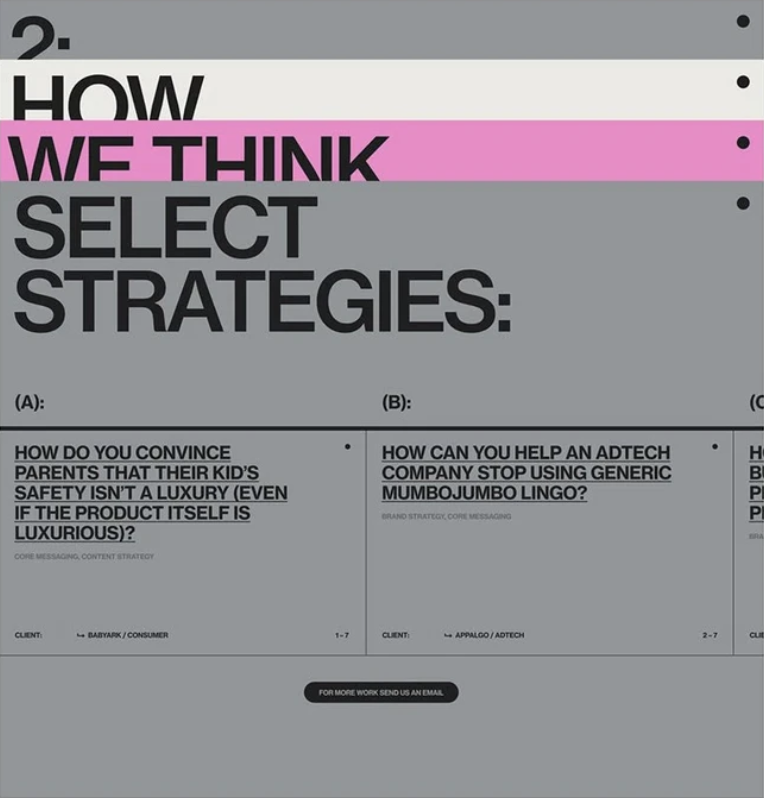 2:
HOW
WE THINK
SELECT
STRATEGIES:
(A):
(B):
HOW DO YOU CONVINCE
PARENTS THAT THEIR KID’S
SAFETY ISN’T A LUXURY (EVEN
IF THE PRODUCT ITSELF IS
LUXURIOUS)?
CORE MESSAGING, CONTENT STRATEGY
CLIENT: ↪ BABYARK / CONSUMER 1-7
HOW CAN YOU HELP AN ADTECH
COMPANY STOP USING GENERIC
MUMBOJUMBO LINGO?
BRAND STRATEGY, CORE MESSAGING
CLIENT: ↪ APPALGO / ADTECH 2-7
FOR MORE WORK SEND US AN EMAIL